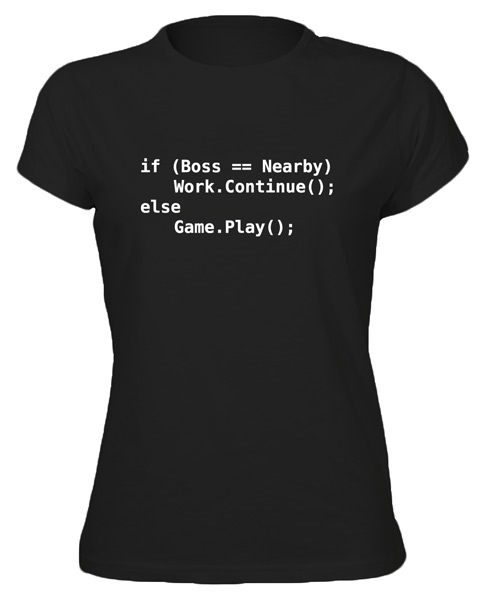 if (Boss == Nearby)
    Work.Continue();
else
    Game.Play();